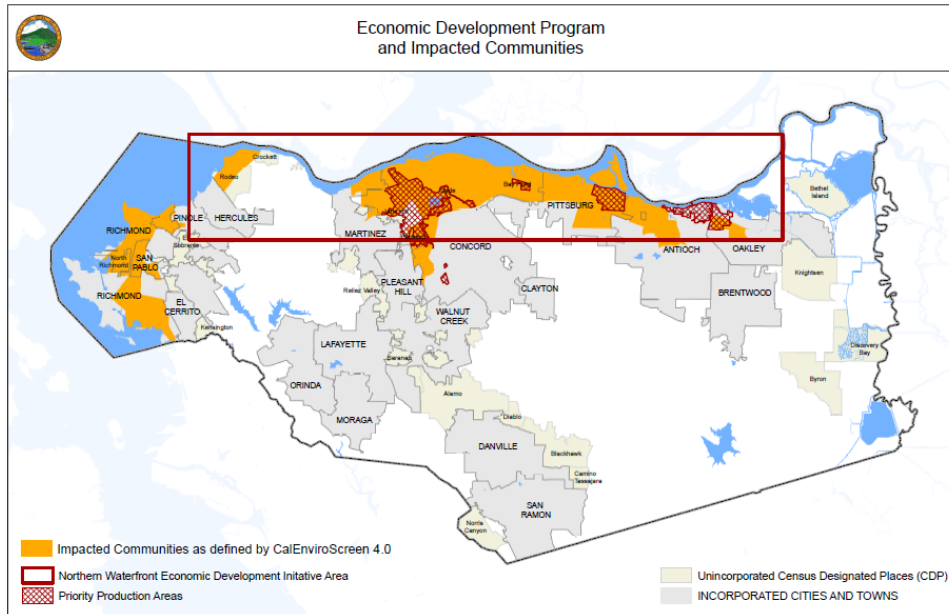 Economic Development Program
and Impacted Communities
Crockett
Rodeo
Bethel
Island
PINOLE
HERCULES
RICHMOND
El
Sobrante
MARTINEZ
PITTSBURG
CONCORD
ANTIOCH
OAKLEY
North
Richmond
SAN
PABLO
Knightsen
RICHMOND
PLEASANT
HILL
Reliez Valley
CLAYTON
BRENTWOOD
EL
CERRITO
Kensington
WALNUT
CREEK
LAFAYETTE
Saranap
Discovery
Bay
ORINDA
Alamo
Byron
MORAGA
Diablo
DANVILLE
Blackhawk
Camino
Tassajara
SAN
RAMON
Norris
Canyon
Impacted Communities as defined by CalEnviroScreen 4.0
Northern Waterfront Economic Development Initative Area
Priority Production Areas
Unincorporated Census Designated Places (CDP)
INCORPORATED CITIES AND TOWNS